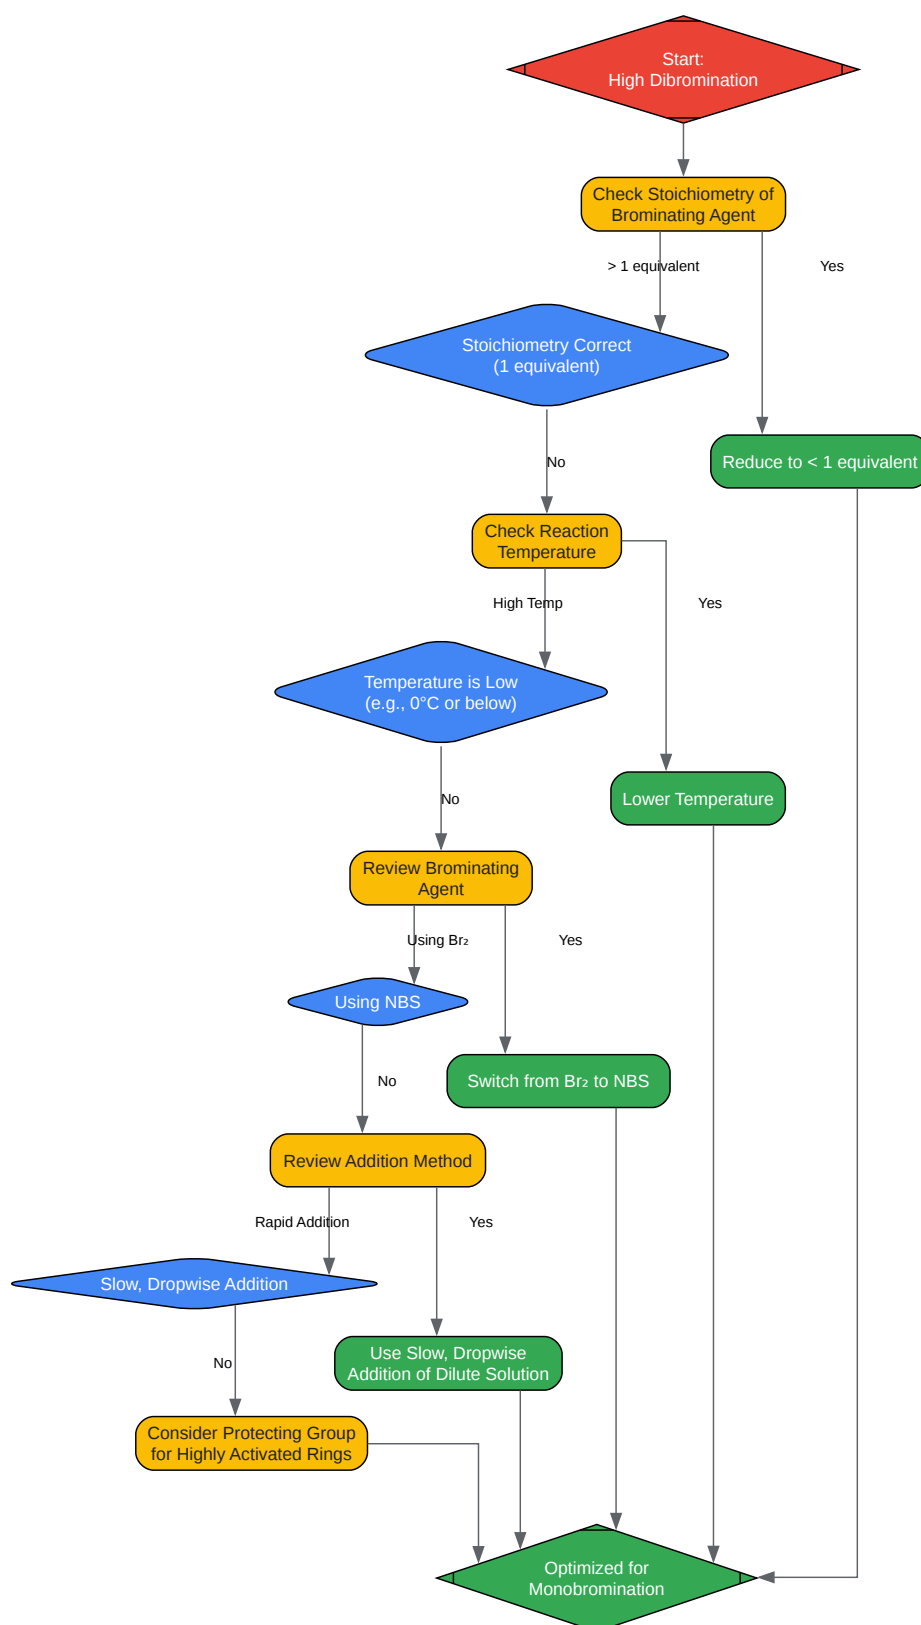 Start:
High Dibromination
Check Stoichiometry of
Brominating Agent
> 1 equivalent
Yes
Stoichiometry Correct
(1 equivalent)
No
Reduce to < 1 equivalent
Check Reaction
Temperature
High Temp
Yes
Temperature is Low
(e.g., 0°C or below)
No
Lower Temperature
Review Brominating
Agent
Using Br₂
Yes
Using NBS
No
Switch from Br₂ to NBS
Review Addition Method
Rapid Addition
Yes
Slow, Dropwise Addition
No
Use Slow, Dropwise
Addition of Dilute Solution
Consider Protecting Group
for Highly Activated Rings
Optimized for
Monobromination